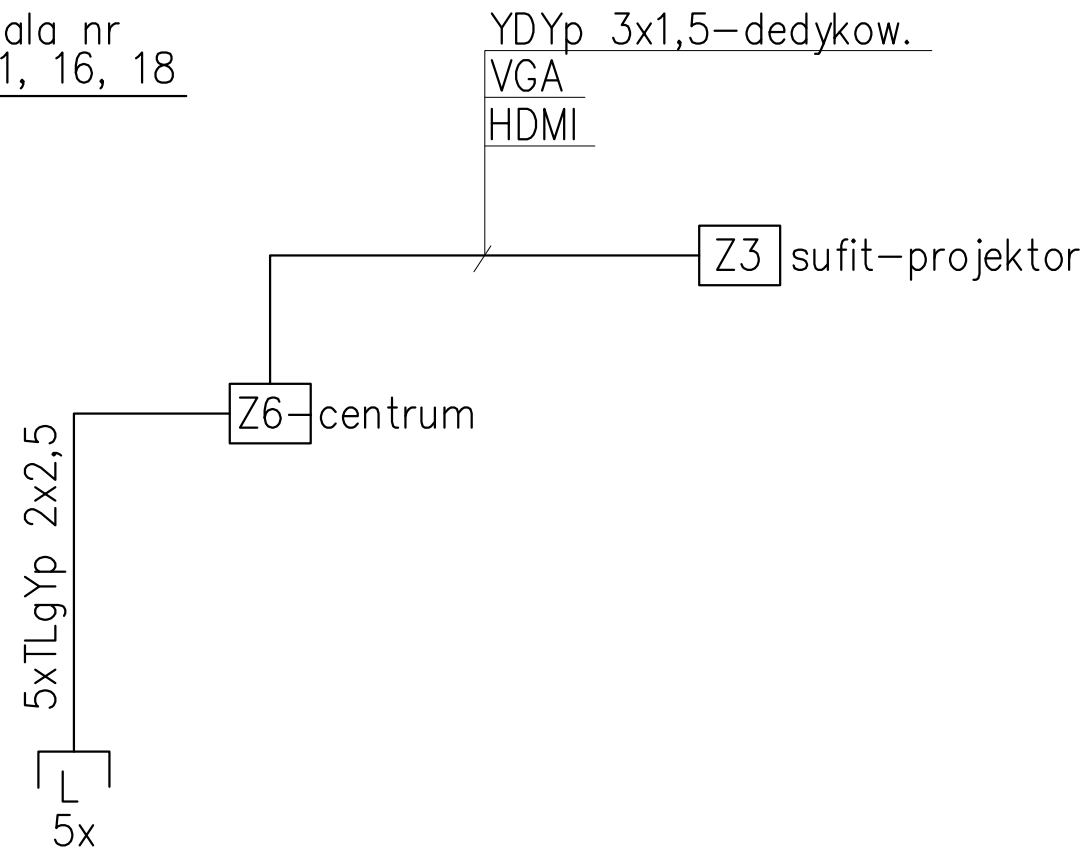 ala nr
1, 16, 18
YDYp 3x1,5-dedykow.
VGA
HDMI
Z3 sufit-projektor
Z6-centrum
5xTLgYp 2x2,5
L
5x